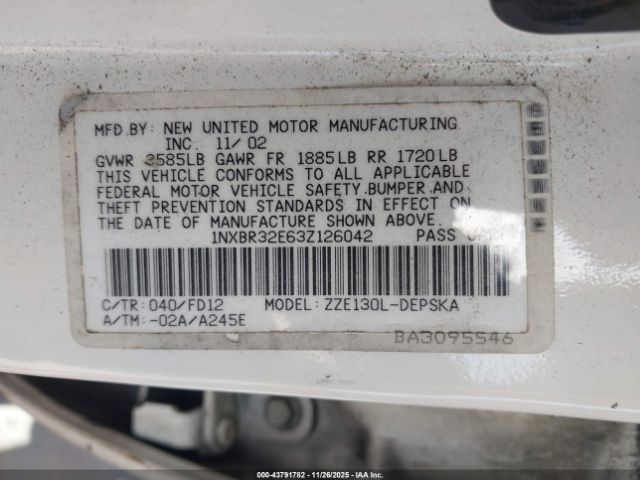 MFD.BY: NEW UNITED MOTOR MANUFACTURING
INC. 11/02
GVWR 3585LB GAWR FR 1885LB RR 1720LB
THIS VEHICLE CONFORMS TO ALL APPLICABLE
FEDERAL MOTOR VEHICLE SAFETY,BUMPER,AND
THEFT PREVENTION STANDARDS IN EFFECT ON
THE DATE OF MANUFACTURE SHOWN ABOVE.
1NXBR32E63Z126042 PASS
C/TR: 040/FD12 MODEL: ZZE130L-DEPSKA
A/TM: -02A/A245E
BA3095546
000-43791782 | 11/26/2025 - IAAI.COM